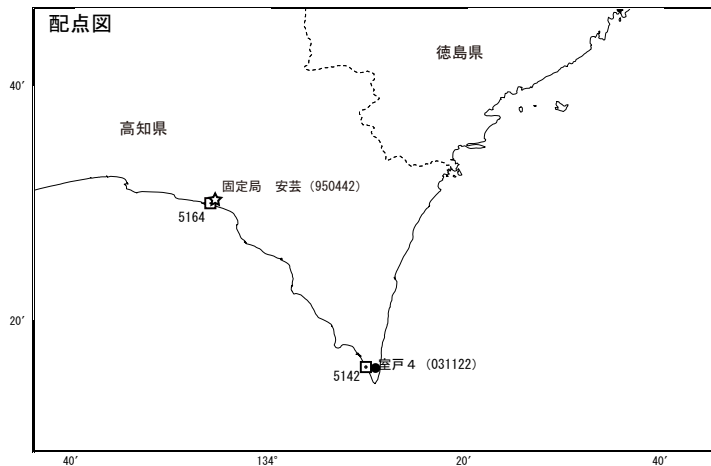 配点図
徳島県
40′
高知県
固定局 安芸（950442）
5164
20′
室戸４（031122）
5142
40′ 134° 20′ 40′